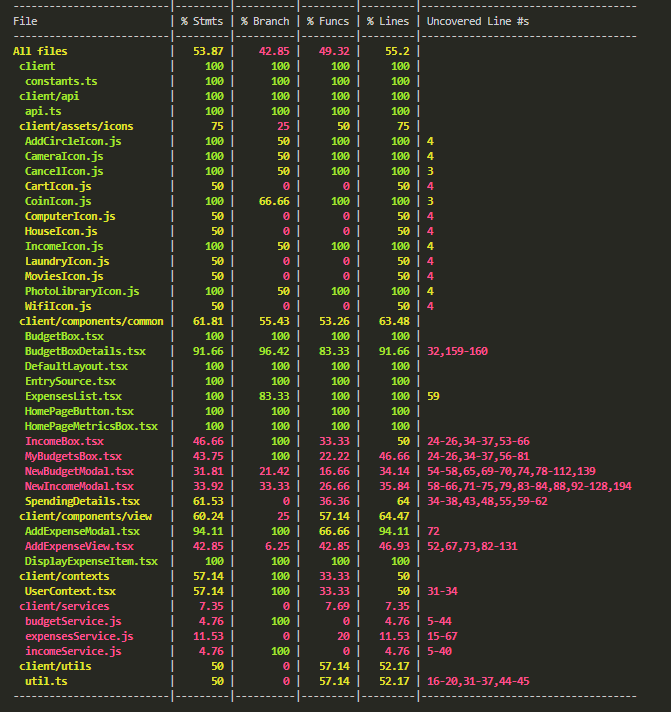 --------------------------|---------|----------|---------|---------|-----------------------------------
File                      | % Stmts | % Branch | % Funcs | % Lines | Uncovered Line #s
--------------------------|---------|----------|---------|---------|-----------------------------------
All files                 |   53.87 |    42.85 |   49.32 |    55.2 |
 client                   |     100 |      100 |     100 |     100 |
  constants.ts            |     100 |      100 |     100 |     100 |
 client/api               |     100 |      100 |     100 |     100 |
  api.ts                  |     100 |      100 |     100 |     100 |
 client/assets/icons      |      75 |       25 |      50 |      75 |
  AddCircleIcon.js        |     100 |       50 |     100 |     100 | 4
  CameraIcon.js           |     100 |       50 |     100 |     100 | 4
  CancelIcon.js           |     100 |       50 |     100 |     100 | 3
  CartIcon.js             |      50 |        0 |       0 |      50 | 4
  CoinIcon.js             |     100 |    66.66 |     100 |     100 | 3
  ComputerIcon.js         |      50 |        0 |       0 |      50 | 4
  HouseIcon.js            |      50 |        0 |       0 |      50 | 4
  IncomeIcon.js           |     100 |       50 |     100 |     100 | 4
  LaundryIcon.js          |      50 |        0 |       0 |      50 | 4
  MoviesIcon.js           |      50 |        0 |       0 |      50 | 4
  PhotoLibraryIcon.js     |     100 |       50 |     100 |     100 | 4
  WifiIcon.js             |      50 |        0 |       0 |      50 | 4
 client/components/common |   61.81 |    55.43 |   53.26 |   63.48 |
  BudgetBox.tsx           |     100 |      100 |     100 |     100 |
  BudgetBoxDetails.tsx    |   91.66 |    96.42 |   83.33 |   91.66 | 32,159-160
  DefaultLayout.tsx       |     100 |      100 |     100 |     100 |
  EntrySource.tsx         |     100 |      100 |     100 |     100 |
  ExpensesList.tsx        |     100 |    83.33 |     100 |     100 | 59
  HomePageButton.tsx      |     100 |      100 |     100 |     100 |
  HomePageMetricsBox.tsx  |     100 |      100 |     100 |     100 |
  IncomeBox.tsx           |   46.66 |      100 |   33.33 |      50 | 24-26,34-37,53-66
  MyBudgetsBox.tsx        |   43.75 |      100 |   22.22 |   46.66 | 24-26,34-37,56-81
  NewBudgetModal.tsx      |   31.81 |    21.42 |   16.66 |   34.14 | 54-58,65,69-70,74,78-112,139
  NewIncomeModal.tsx      |   33.92 |    33.33 |   26.66 |   35.84 | 58-66,71-75,79,83-84,88,92-128,194
  SpendingDetails.tsx     |   61.53 |        0 |   36.36 |      64 | 34-38,43,48,55,59-62
 client/components/view   |   60.24 |       25 |   57.14 |   64.47 |
  AddExpenseModal.tsx     |   94.11 |      100 |   66.66 |   94.11 | 72
  AddExpenseView.tsx      |   42.85 |     6.25 |   42.85 |   46.93 | 52,67,73,82-131
  DisplayExpenseItem.tsx  |     100 |      100 |     100 |     100 |
 client/contexts          |   57.14 |      100 |   33.33 |      50 |
  UserContext.tsx         |   57.14 |      100 |   33.33 |      50 | 31-34
 client/services          |    7.35 |        0 |    7.69 |    7.35 |
  budgetService.js        |    4.76 |      100 |       0 |    4.76 | 5-44
  expensesService.js      |   11.53 |        0 |      20 |   11.53 | 15-67
  incomeService.js        |    4.76 |      100 |       0 |    4.76 | 5-40
 client/utils             |      50 |        0 |   57.14 |   52.17 |
  util.ts                 |      50 |        0 |   57.14 |   52.17 | 16-20,31-37,44-45
--------------------------|---------|----------|---------|---------|-----------------------------------